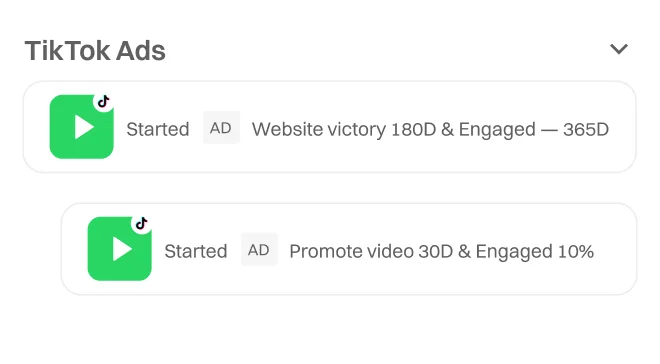 TikTok Ads
Started AD Website victory 180D & Engaged — 365D
Started AD Promote video 30D & Engaged 10%